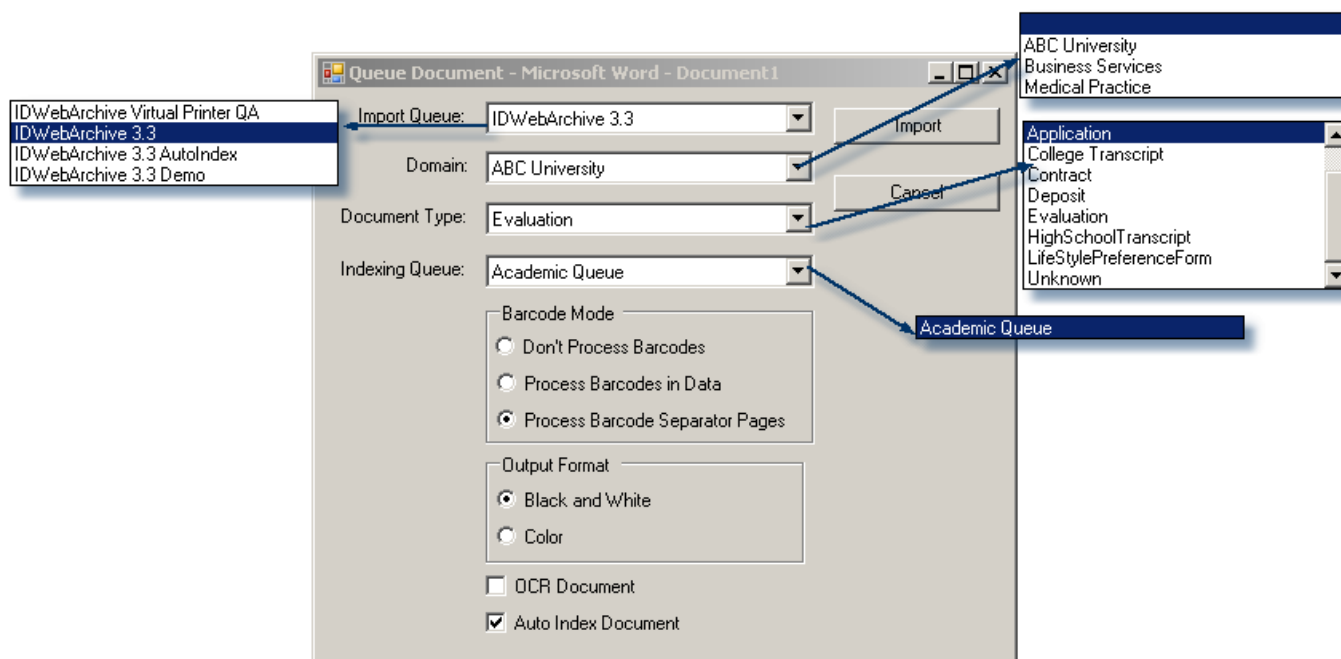 Queue Document - Microsoft Word - Document1
Import Queue:
IDWebArchive 3.3
Import
IDWebArchive Virtual Printer QA
IDWebArchive 3.3
IDWebArchive 3.3 AutoIndex
IDWebArchive 3.3 Demo
Domain:
ABC University
Cancel
ABC University
Business Services
Medical Practice
Document Type:
Evaluation
Application
College Transcript
Contract
Deposit
Evaluation
HighSchoolTranscript
LifeStylePreferenceForm
Unknown
Indexing Queue:
Academic Queue
Academic Queue
Barcode Mode
Don't Process Barcodes
Process Barcodes in Data
Process Barcode Separator Pages
Output Format
Black and White
Color
OCR Document
Auto Index Document